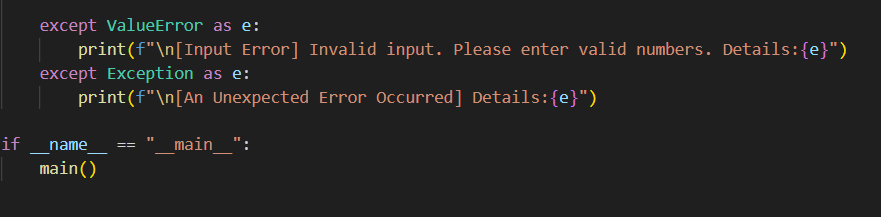 except ValueError as e:
print(f"\n[Input Error] Invalid input. Please enter valid numbers. Details:{e}")
except Exception as e:
print(f"\n[An Unexpected Error Occurred] Details:{e}")
if __name__ == "__main__":
main()